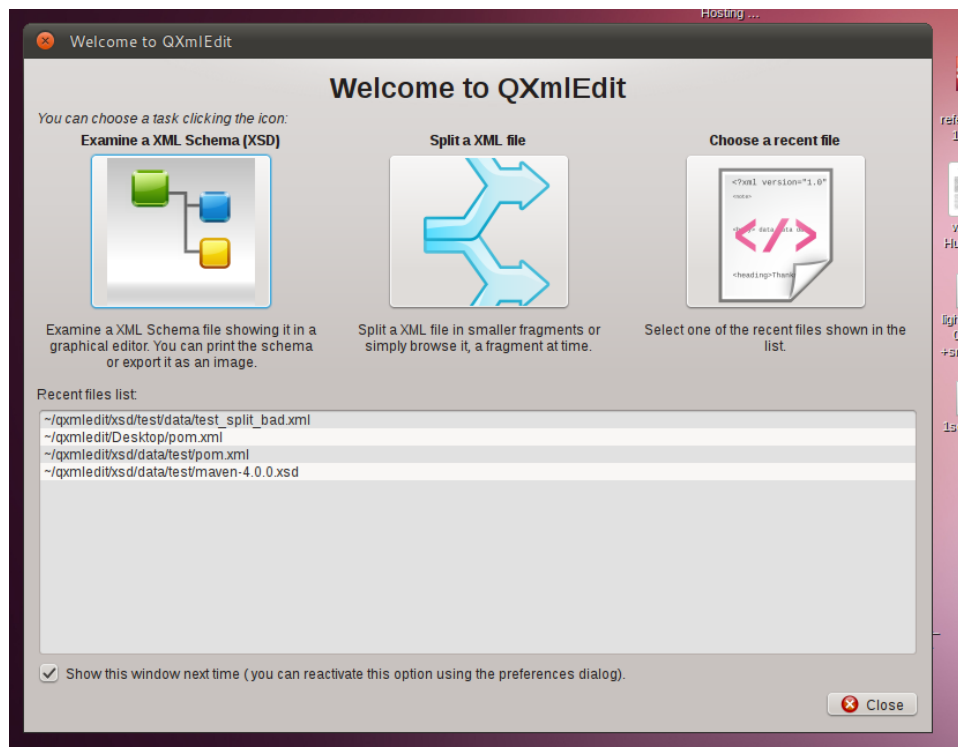 Hosting ...
Welcome to QXmlEdit
Welcome to QXmlEdit
You can choose a task clicking the icon:
Examine a XML Schema (XSD)
Split a XML file
Choose a recent file
<?xml version="1.0"
<note>
</>
<heading>Thank
Examine a XML Schema file showing it in a
graphical editor. You can print the schema
or export it as an image.
Split a XML file in smaller fragments or
simply browse it, a fragment at time.
Select one of the recent files shown in the
list.
Recent files list:
~/qxmledit/xsd/test/data/test_split_bad.xml
~/qxmledit/Desktop/pom.xml
~/qxmledit/xsd/data/test/pom.xml
~/qxmledit/xsd/data/test/maven-4.0.0.xsd
Show this window next time (you can reactivate this option using the preferences dialog).
Close